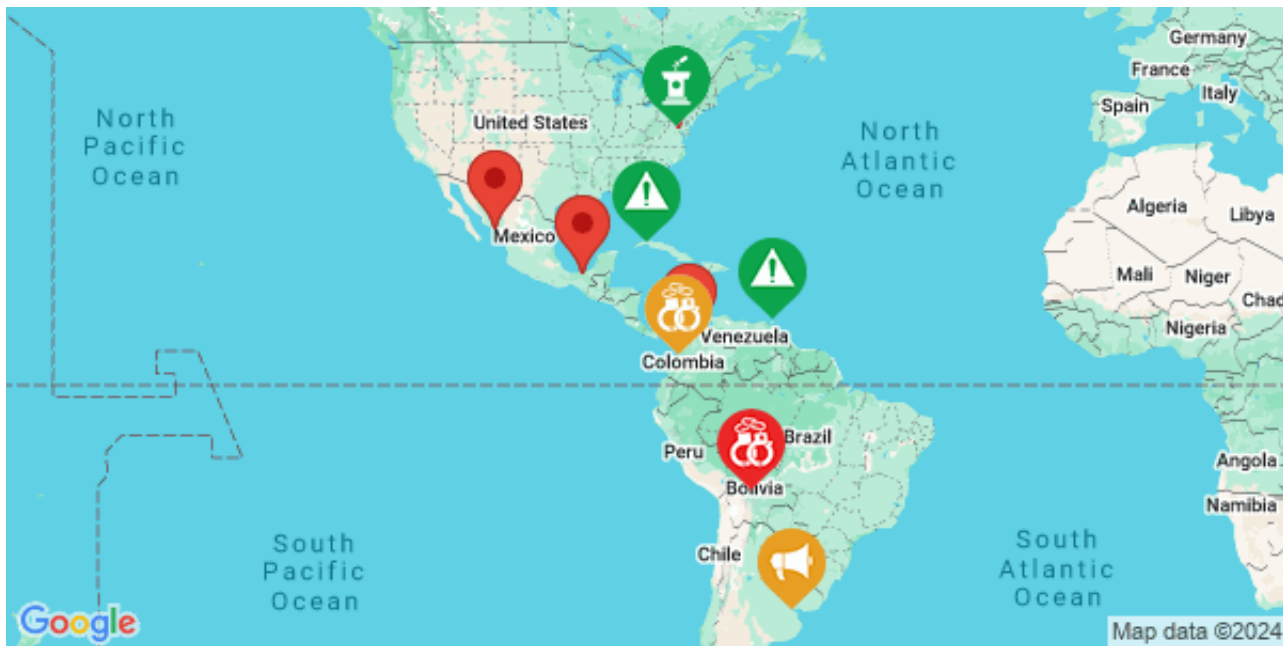 Germany
France
Italy
Spain
North
Pacific
Ocean
United States
North
Atlantic
Ocean
Algeria
Libya
Mexico
Mali
Niger
Chad
Nigeria
Venezuela
Colombia
Brazil
Peru
Angola
Bolivia
Namibia
South
Pacific
Ocean
Chile
South
Atlantic
Ocean
Google
Map data ©2024